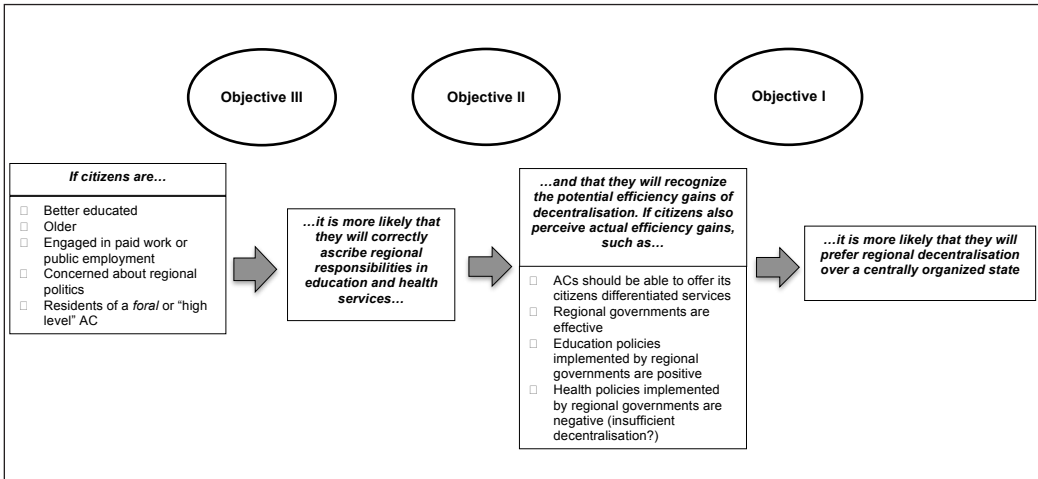 Objective III
Objective II
Objective I
If citizens are…
Better educated
Older
Engaged in paid work or
public employment
Concerned about regional
politics
Residents of a foral or “high
level” AC
…it is more likely that
they will correctly
ascribe regional
responsibilities in
education and health
services…
…and that they will recognize
the potential efficiency gains of
decentralisation. If citizens also
perceive actual efficiency gains,
such as…
ACs should be able to offer its
citizens differentiated services
Regional governments are
effective
Education policies
implemented by regional
governments are positive
Health policies implemented
by regional governments are
negative (insufficient
decentralisation?)
…it is more likely that they will
prefer regional decentralisation
over a centrally organized state